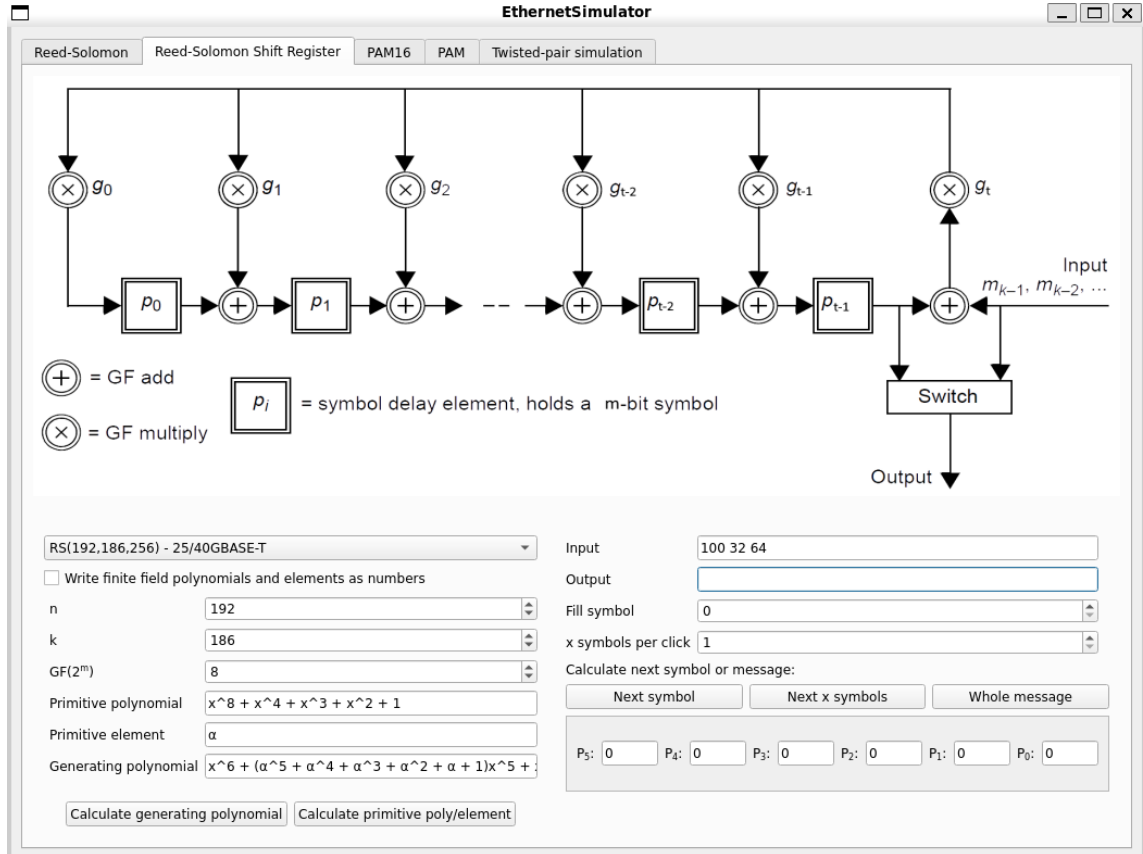 EthernetSimulator
Reed-Solomon
Reed-Solomon Shift Register
PAM16
PAM
Twisted-pair simulation
g₀
g₁
g₂
gₜ₋₂
gₜ₋₁
gₜ
p₀
p₁
pₜ₋₂
pₜ₋₁
Input
mₖ₋₁, mₖ₋₂, ...
= GF add
= GF multiply
pᵢ
= symbol delay element, holds a m-bit symbol
Switch
Output
RS(192,186,256) - 25/40GBASE-T
Write finite field polynomials and elements as numbers
n
192
k
186
GF(2ᵐ)
8
Primitive polynomial
x^8 + x^4 + x^3 + x^2 + 1
Primitive element
α
Generating polynomial
x^6 + (α^5 + α^4 + α^3 + α^2 + α + 1)x^5 +
Calculate generating polynomial
Calculate primitive poly/element
Input
100 32 64
Output
Fill symbol
0
x symbols per click
1
Calculate next symbol or message:
Next symbol
Next x symbols
Whole message
P₅: 0
P₄: 0
P₃: 0
P₂: 0
P₁: 0
P₀: 0